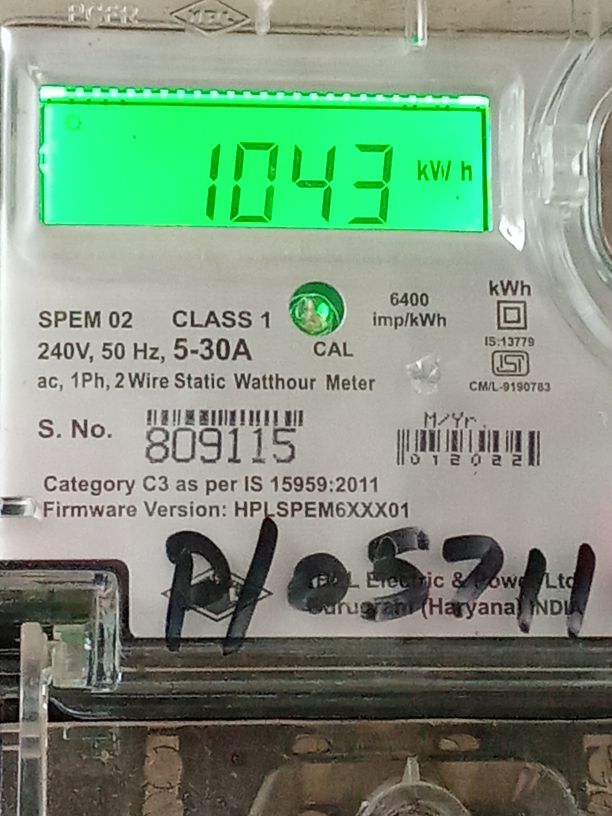 1043 kWh
kWh
6400
imp/kWh
SPEM 02 CLASS 1
240V, 50 Hz, 5-30A
CAL
IS:13779
ac, 1Ph, 2 Wire Static Watthour Meter
CM/L-9190783
S. No.
809115
M/Yr.
012022
Category C3 as per IS 15959:2011
Firmware Version: HPLSPEM6XXX01
P/05711
Electric & Power Ltd
Gurugram (Haryana) INDIA